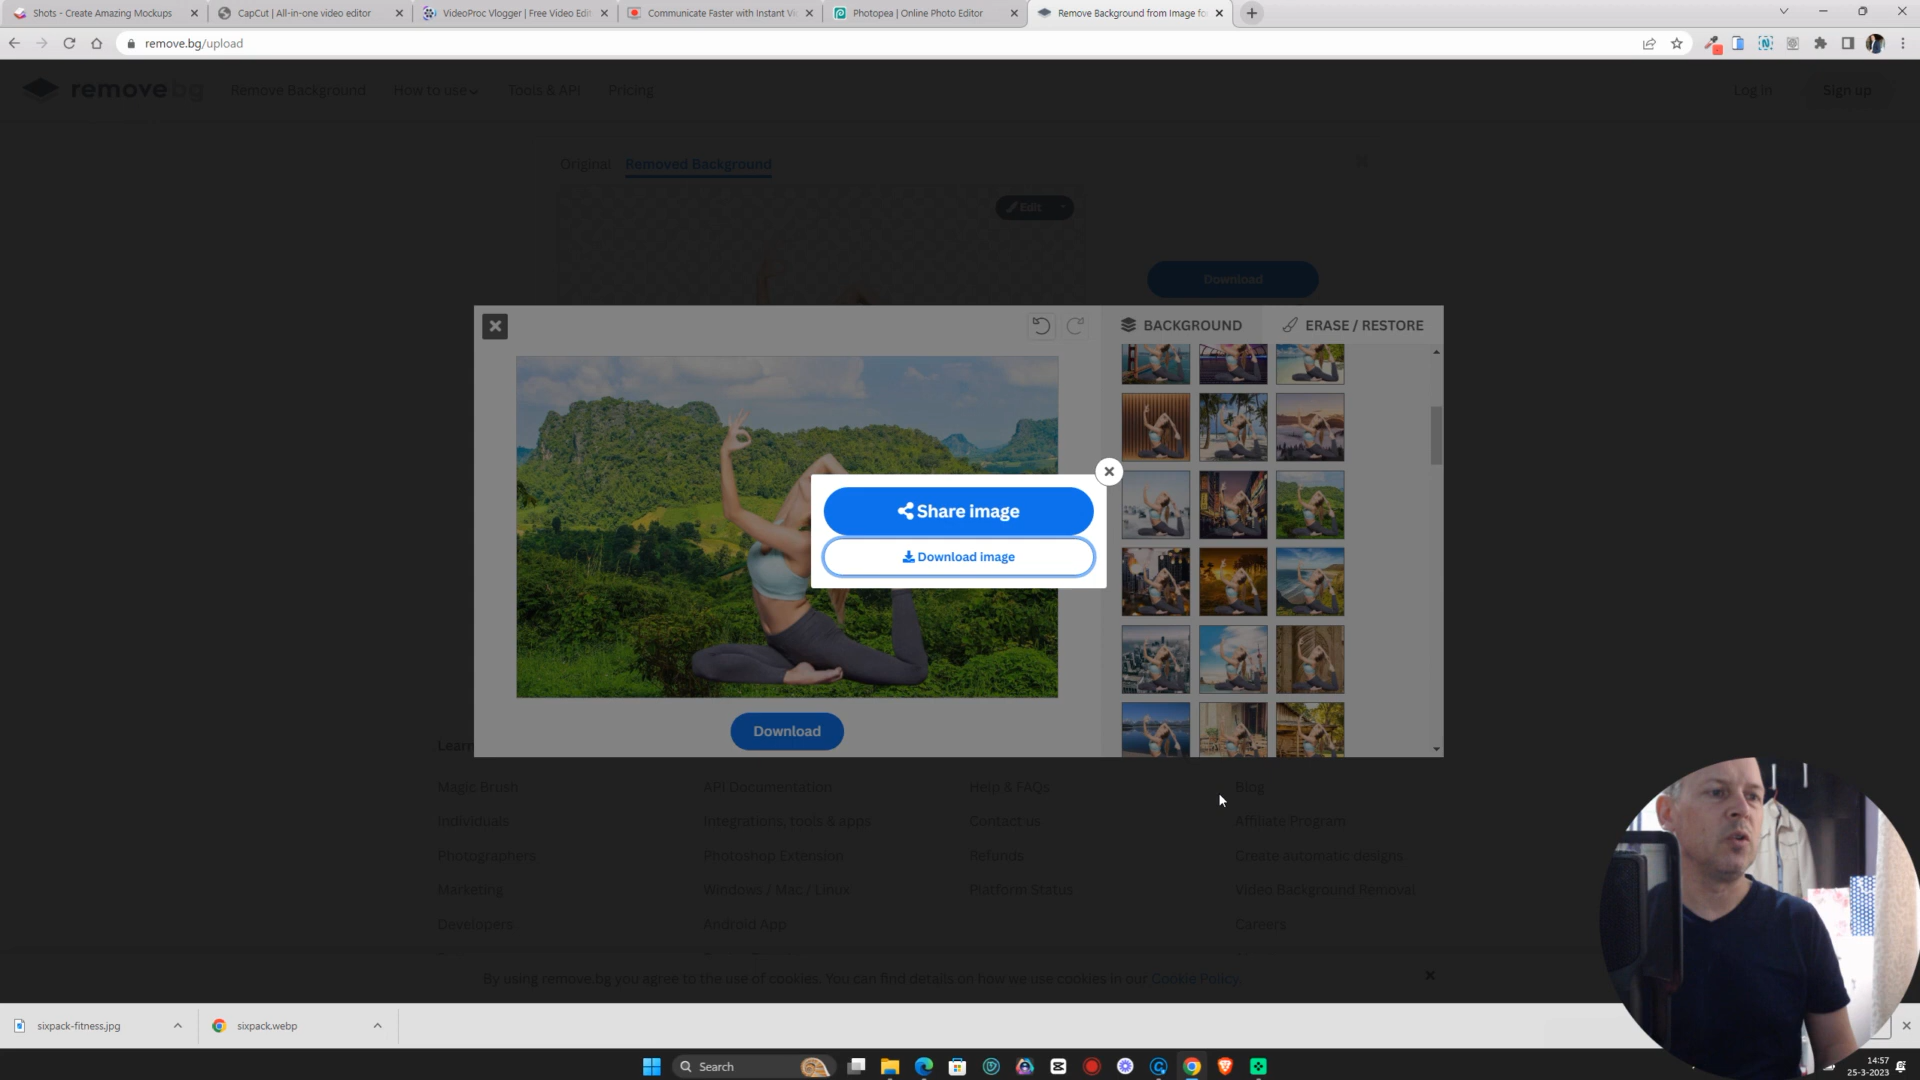 Shots - Create Amazing Mockups
CapCut | All-in-one video editor
VideoProc Vlogger | Free Video Edit
Communicate Faster with Instant Vi
Photopea | Online Photo Editor
Remove Background from Image fo
remove.bg/upload
removebg
Remove Background
How to use
Tools & API
Pricing
Log in
Sign up
Original
Removed Background
Edit
Download
BACKGROUND
ERASE / RESTORE
Share image
Download image
Download
Learn
Magic Brush
API Documentation
Help & FAQs
Blog
Individuals
Integrations, tools & apps
Contact us
Affiliate Program
Photographers
Photoshop Extension
Refunds
Create automatic designs
Marketing
Windows / Mac / Linux
Platform Status
Video Background Removal
Developers
Android App
Careers
By using remove.bg you agree to the use of cookies. You can find details on how we use cookies in our Cookie Policy.
sixpack-fitness.jpg
sixpack.webp
Search
14:57
25-3-2023